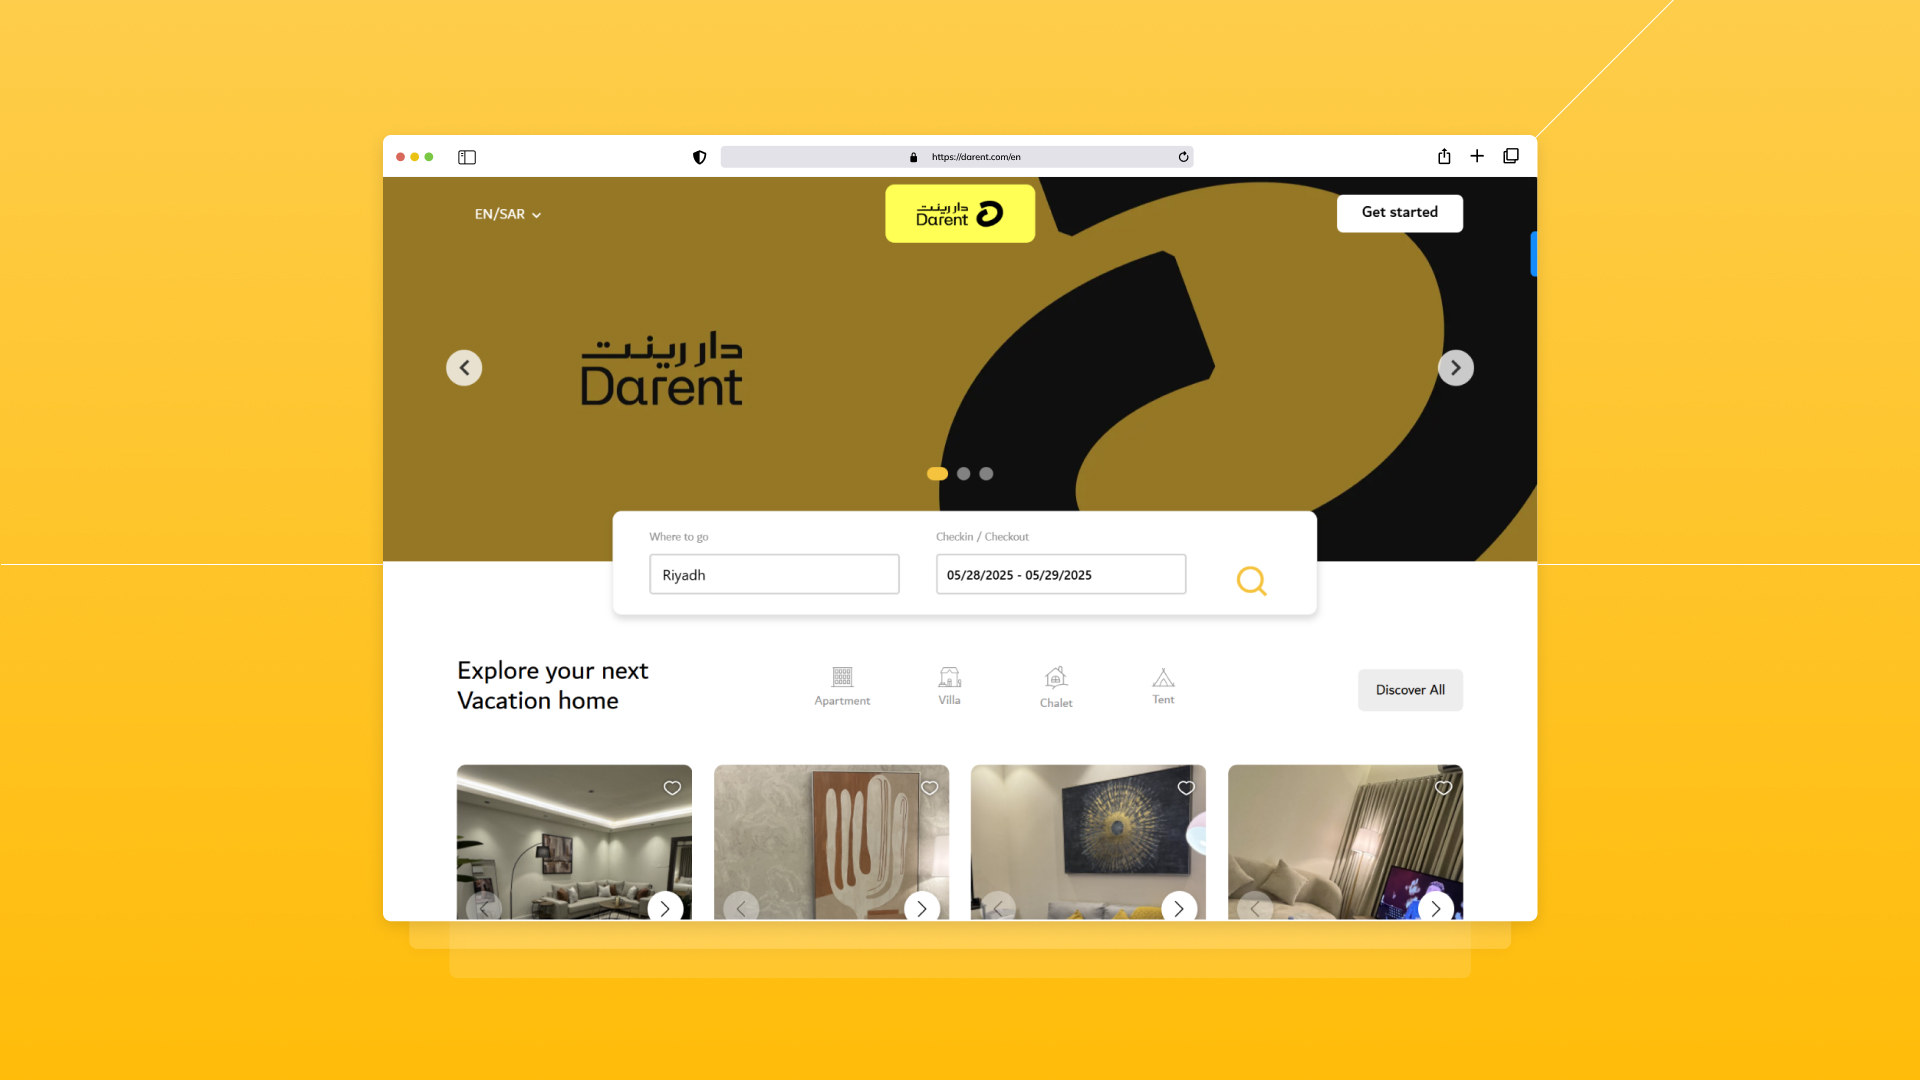 https://darent.com/en
EN/SAR
دار رينت
Darent
Get started
دار رينت
Darent
Where to go
Checkin / Checkout
Riyadh
05/28/2025 - 05/29/2025
Explore your next
Vacation home
Apartment
Villa
Chalet
Tent
Discover All